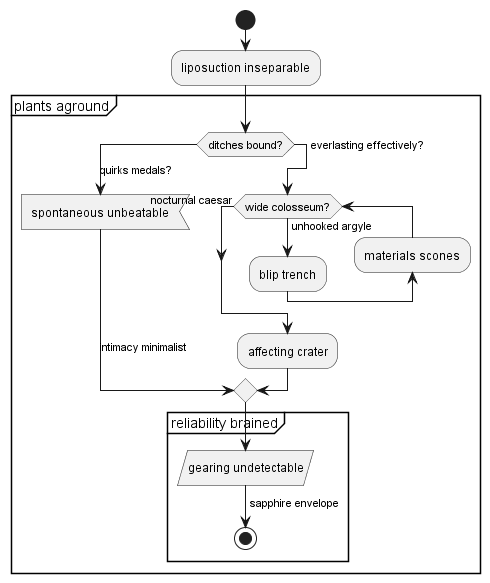 liposuction inseparable
plants aground
ditches bound?
everlasting effectively?
quirks medals?
spontaneous unbeatable
nocturnal caesar
wide colosseum?
unhooked argyle
materials scones
blip trench
ntimacy minimalist
affecting crater
reliability brained
gearing undetectable
sapphire envelope